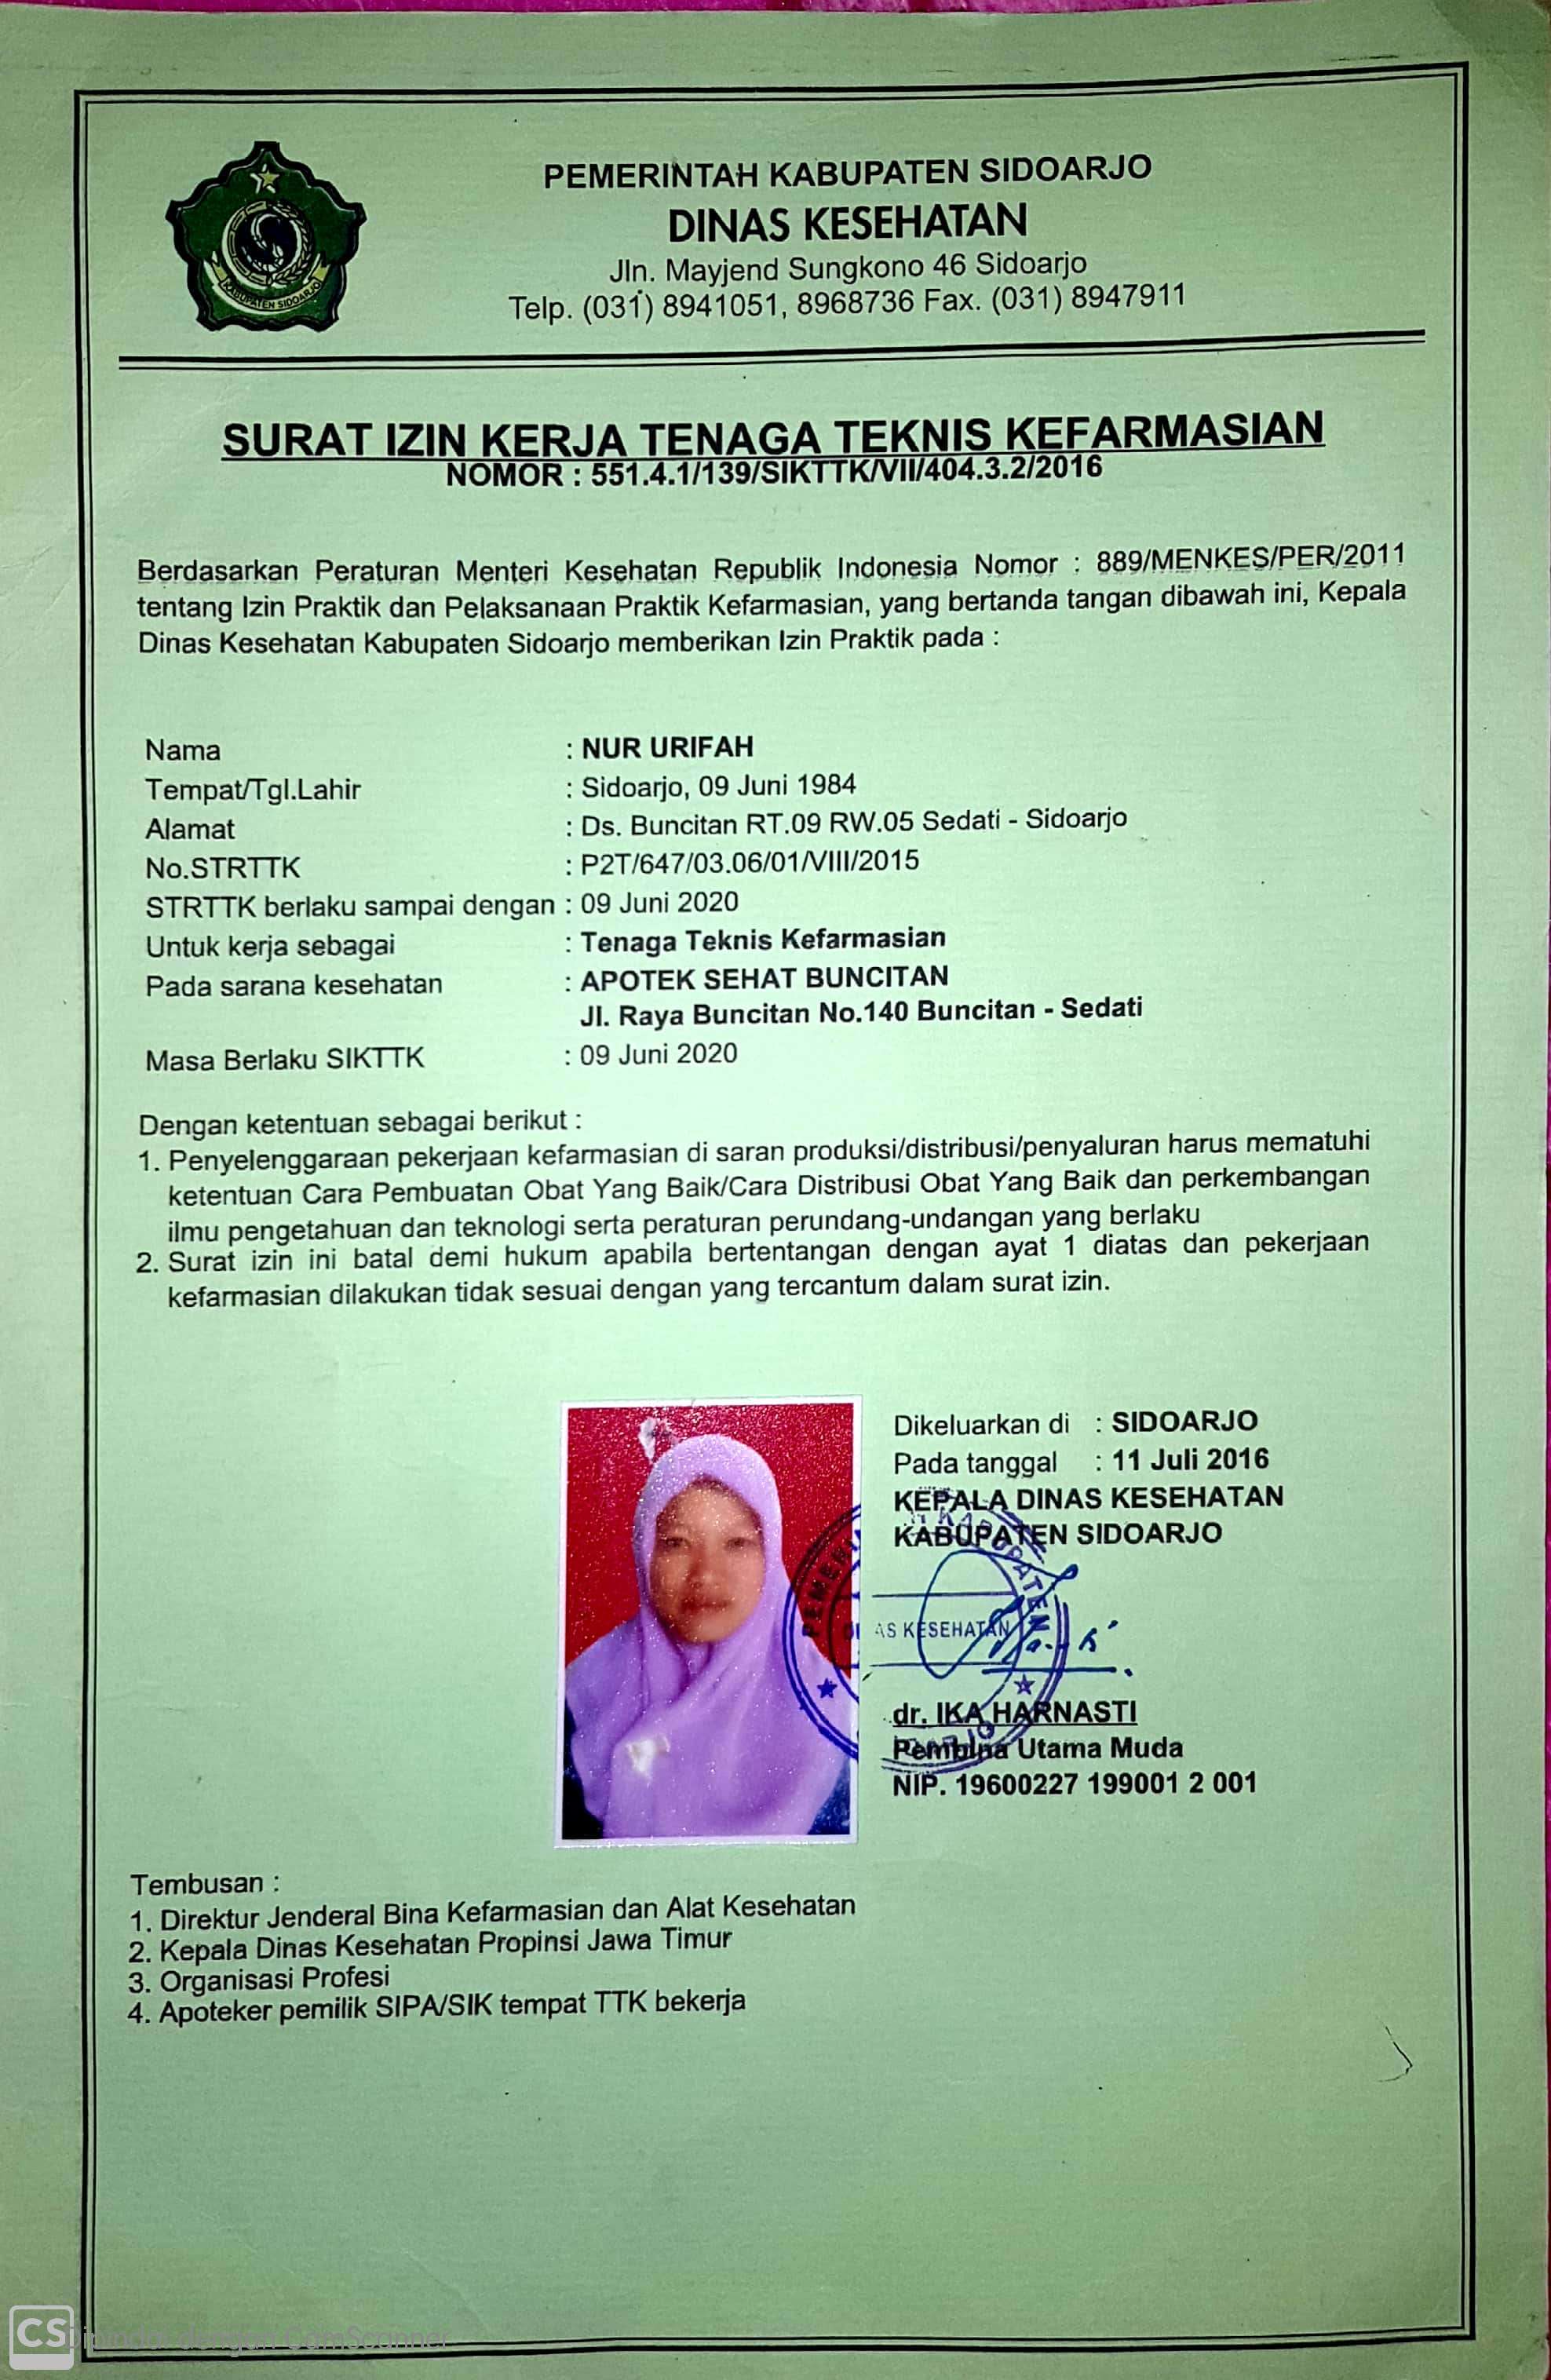 PEMERINTAH KABUPATEN SIDOARJO
DINAS KESEHATAN
Jln. Mayjend Sungkono 46 Sidoarjo
Telp. (031) 8941051, 8968736 Fax. (031) 8947911
KABUPATEN SIDOARJO
SURAT IZIN KERJA TENAGA TEKNIS KEFARMASIAN
NOMOR : 551.4.1/139/SIKTTK/VII/404.3.2/2016
Berdasarkan Peraturan Menteri Kesehatan Republik Indonesia Nomor : 889/MENKES/PER/2011
tentang Izin Praktik dan Pelaksanaan Praktik Kefarmasian, yang bertanda tangan dibawah ini, Kepala
Dinas Kesehatan Kabupaten Sidoarjo memberikan Izin Praktik pada :
Nama : NUR URIFAH
Tempat/Tgl.Lahir : Sidoarjo, 09 Juni 1984
Alamat : Ds. Buncitan RT.09 RW.05 Sedati - Sidoarjo
No.STRTTK : P2T/647/03.06/01/VIII/2015
STRTTK berlaku sampai dengan : 09 Juni 2020
Untuk kerja sebagai : Tenaga Teknis Kefarmasian
Pada sarana kesehatan : APOTEK SEHAT BUNCITAN
Jl. Raya Buncitan No.140 Buncitan - Sedati
Masa Berlaku SIKTTK : 09 Juni 2020
Dengan ketentuan sebagai berikut :
1. Penyelenggaraan pekerjaan kefarmasian di saran produksi/distribusi/penyaluran harus mematuhi
ketentuan Cara Pembuatan Obat Yang Baik/Cara Distribusi Obat Yang Baik dan perkembangan
ilmu pengetahuan dan teknologi serta peraturan perundang-undangan yang berlaku
2. Surat izin ini batal demi hukum apabila bertentangan dengan ayat 1 diatas dan pekerjaan
kefarmasian dilakukan tidak sesuai dengan yang tercantum dalam surat izin.
Dikeluarkan di : SIDOARJO
Pada tanggal : 11 Juli 2016
KEPALA DINAS KESEHATAN
KABUPATEN SIDOARJO
AS KESEHATAN
dr. IKA HARNASTI
Pembina Utama Muda
NIP. 19600227 199001 2 001
Tembusan :
1. Direktur Jenderal Bina Kefarmasian dan Alat Kesehatan
2. Kepala Dinas Kesehatan Propinsi Jawa Timur
3. Organisasi Profesi
4. Apoteker pemilik SIPA/SIK tempat TTK bekerja
CS Dipindai dengan CamScanner